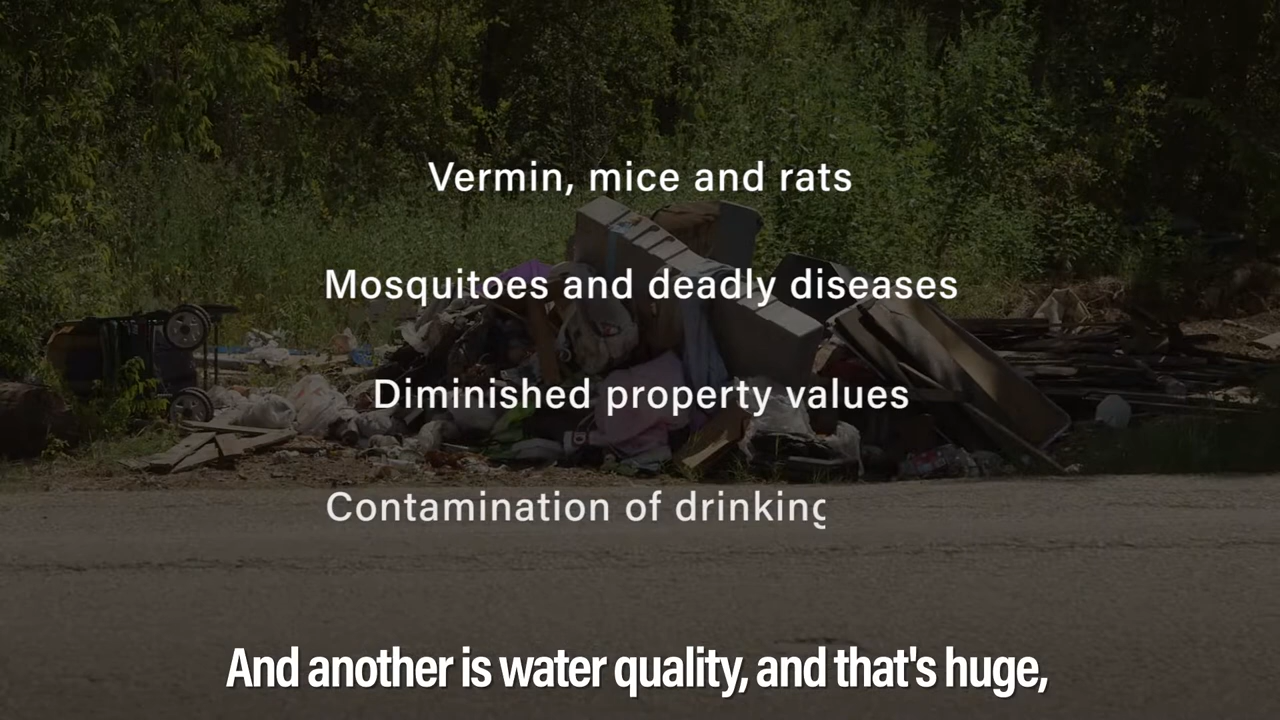 Vermin, mice and rats
Mosquitoes and deadly diseases
Diminished property values
Contamination of drinking
And another is water quality, and that's huge,